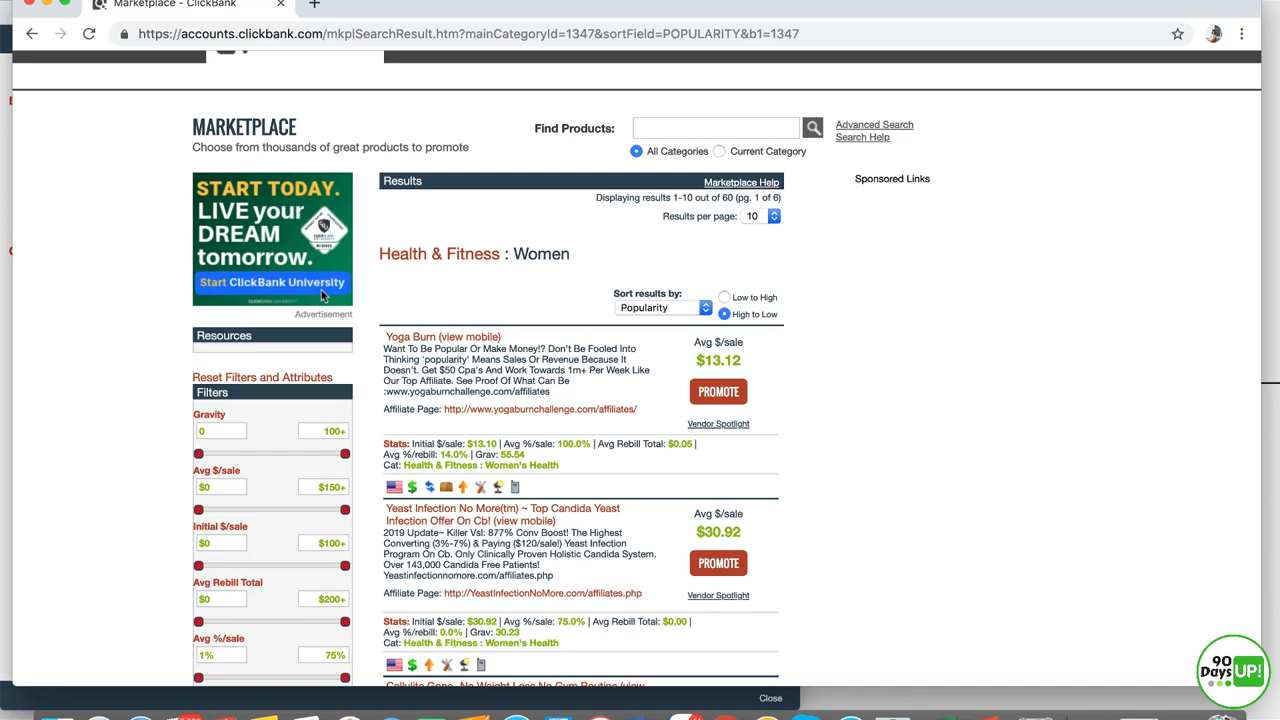 Marketplace - ClickBank
https://accounts.clickbank.com/mkplSearchResult.htm?mainCategoryId=1347&sortField=POPULARITY&b1=1347
MARKETPLACE
Choose from thousands of great products to promote
Find Products:
Advanced Search
Search Help
All Categories
Current Category
START TODAY.
LIVE your
DREAM
tomorrow.
Start ClickBank University
Advertisement
Resources
Reset Filters and Attributes
Filters
Gravity
0 100+
Avg $/sale
$0 $150+
Initial $/sale
$0 $100+
Avg Rebill Total
$0 $200+
Avg %/sale
1% 75%
Results Marketplace Help
Displaying results 1-10 out of 60 (pg. 1 of 6)
Results per page: 10
Health & Fitness : Women
Sort results by:
Popularity
Low to High
High to Low
Yoga Burn (view mobile)
Want To Be Popular Or Make Money!? Don't Be Fooled Into
Thinking 'popularity' Means Sales Or Revenue Because It
Doesn't. Get $50 Cpa's And Work Towards 1m+ Per Week Like
Our Top Affiliate. See Proof Of What Can Be
:www.yogaburnchallenge.com/affiliates
Affiliate Page: http://www.yogaburnchallenge.com/affiliates/
Avg $/sale
$13.12
PROMOTE
Vendor Spotlight
Stats: Initial $/sale: $13.10 | Avg %/sale: 100.0% | Avg Rebill Total: $0.05 |
Avg %/rebill: 14.0% | Grav: 55.54
Cat: Health & Fitness : Women's Health
Yeast Infection No More(tm) ~ Top Candida Yeast
Infection Offer On Cb! (view mobile)
2019 Update~ Killer Vsl: 877% Conv Boost! The Highest
Converting (3%-7%) & Paying ($120/sale!) Yeast Infection
Program On Cb. Only Clinically Proven Holistic Candida System.
Over 143,000 Candida Free Patients!
Yeastinfectionnomore.com/affiliates.php
Affiliate Page: http://YeastInfectionNoMore.com/affiliates.php
Avg $/sale
$30.92
PROMOTE
Vendor Spotlight
Stats: Initial $/sale: $30.92 | Avg %/sale: 75.0% | Avg Rebill Total: $0.00 |
Avg %/rebill: 0.0% | Grav: 30.23
Cat: Health & Fitness : Women's Health
Cellulite Gone- No Weight Loss No Gym Routine (view
Sponsored Links
Close
90
Days UP!